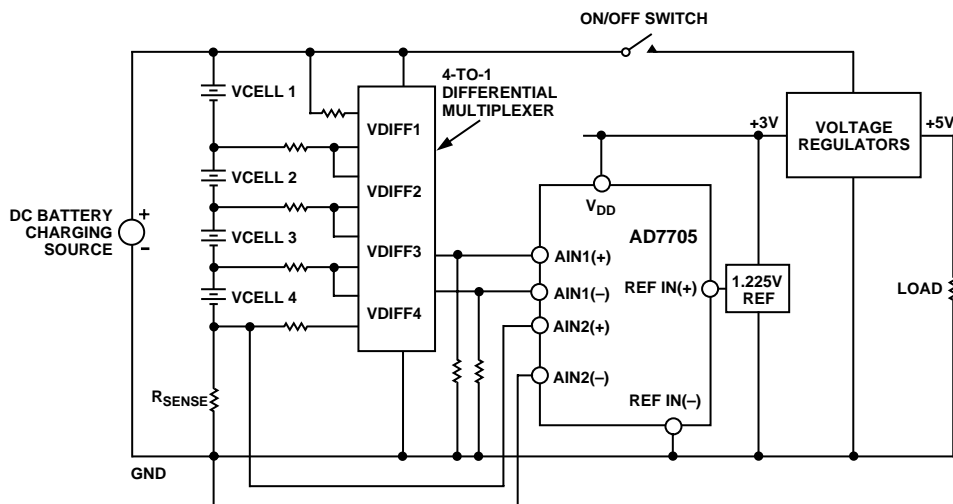 ON/OFF SWITCH
4-TO-1
DIFFERENTIAL
MULTIPLEXER
VCELL 1
VDIFF1
+3V
VOLTAGE
REGULATORS
+5V
VCELL 2
VDIFF2
VDD
DC BATTERY
CHARGING
SOURCE
+
-
AD7705
VCELL 3
VDIFF3
AIN1(+)
REF IN(+)
1.225V
REF
LOAD
VCELL 4
VDIFF4
AIN1(–)
AIN2(+)
AIN2(–)
RSENSE
REF IN(–)
GND